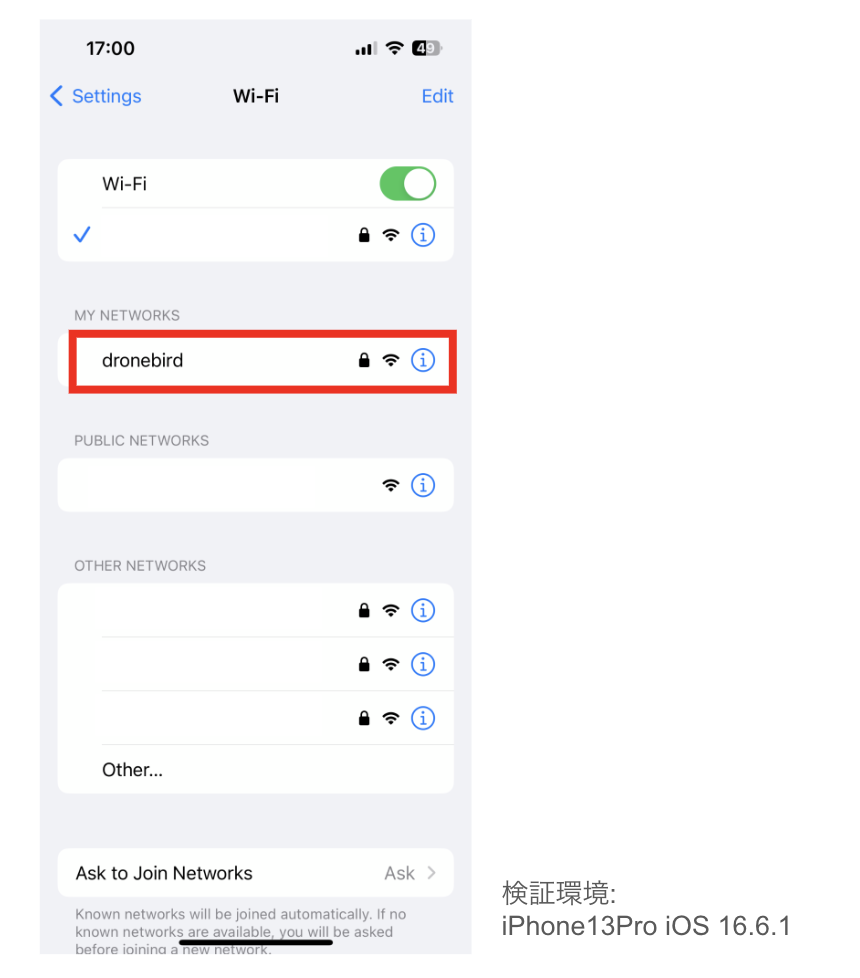 17:00
49
Settings
Wi-Fi
Edit
Wi-Fi
MY NETWORKS
dronebird
PUBLIC NETWORKS
OTHER NETWORKS
Other...
Ask to Join Networks
Ask
Known networks will be joined automatically. If no
known networks are available, you will be asked
before joining a new network.
検証環境:
iPhone13Pro iOS 16.6.1